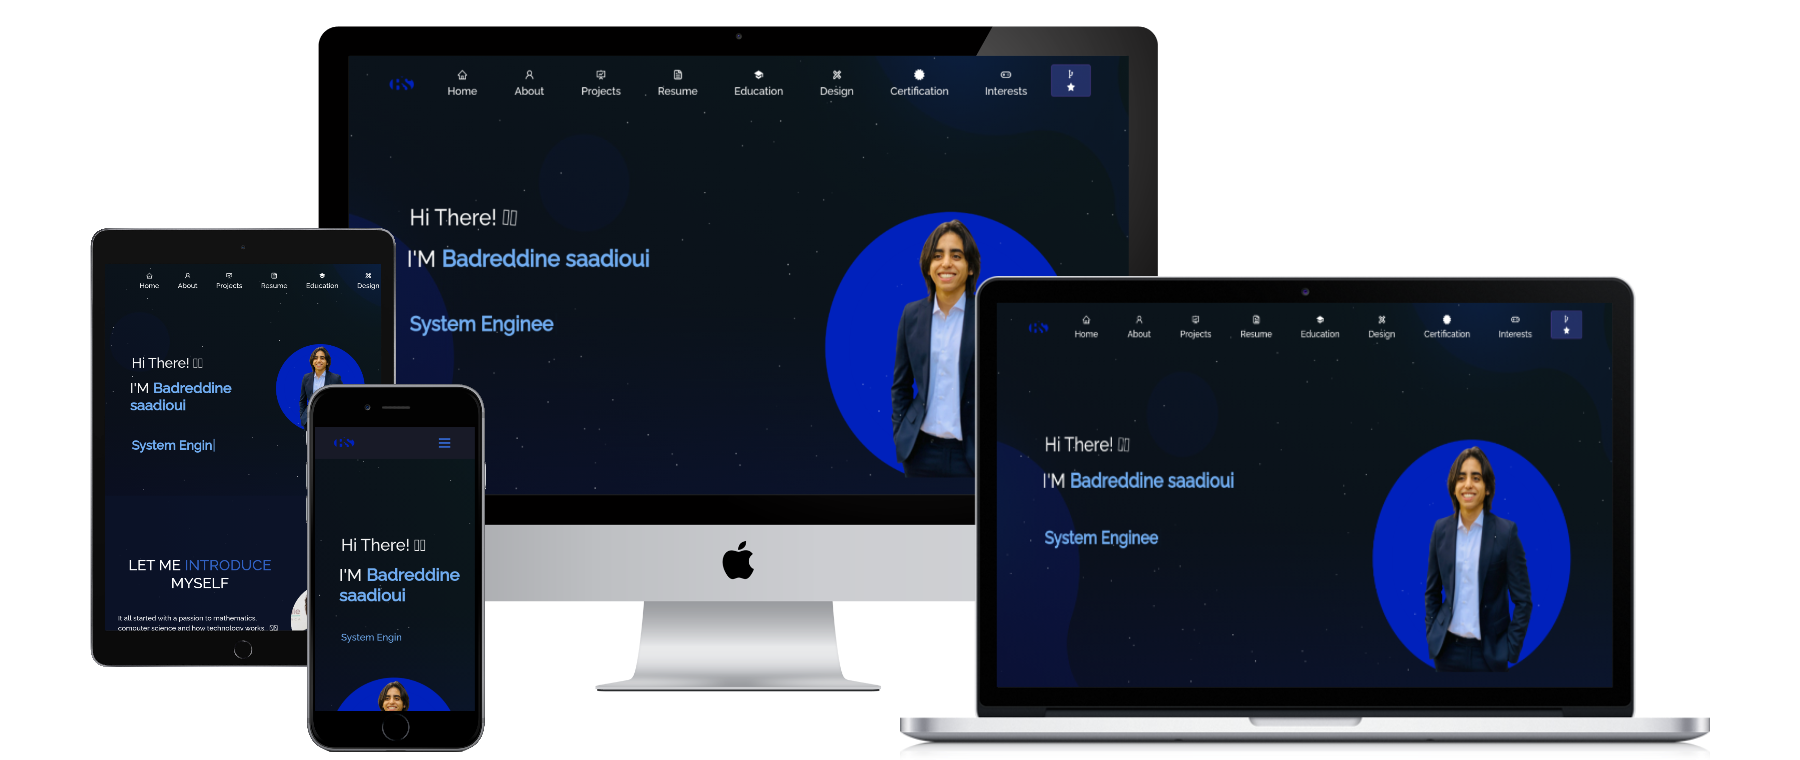 GS
Home About Projects Resume Education Design Certification Interests
Hi There!
I'M Badreddine saadioui
System Enginee
Home About Projects Resume Education Design
Hi There!
I'M Badreddine
saadioui
System Engin|
LET ME INTRODUCE
MYSELF
It all started with a passion to mathematics,
computer science and how technology works.
GS
Hi There!
I'M Badreddine
saadioui
System Engin
GS
Home About Projects Resume Education Design Certification Interests
Hi There!
I'M Badreddine saadioui
System Enginee